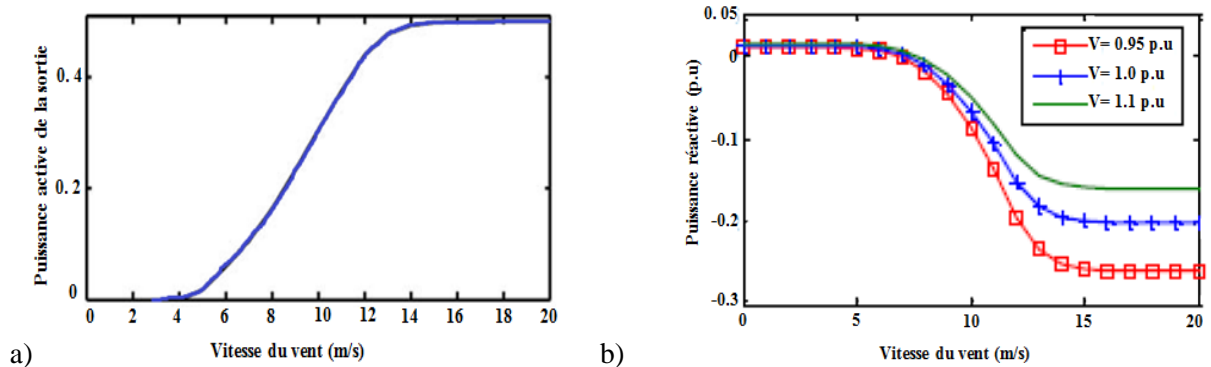 Puissance active de la sortie
0.4
0.2
0
0 2 4 6 8 10 12 14 16 18 20
Vitesse du vent (m/s)
a)
Puissance réactive (p.u)
0. 05
0
-0.1
-0.2
-0.3
0 5 10 15 20
Vitesse du vent (m/s)
V= 0.95 p.u
V= 1.0 p.u
V= 1.1 p.u
b)